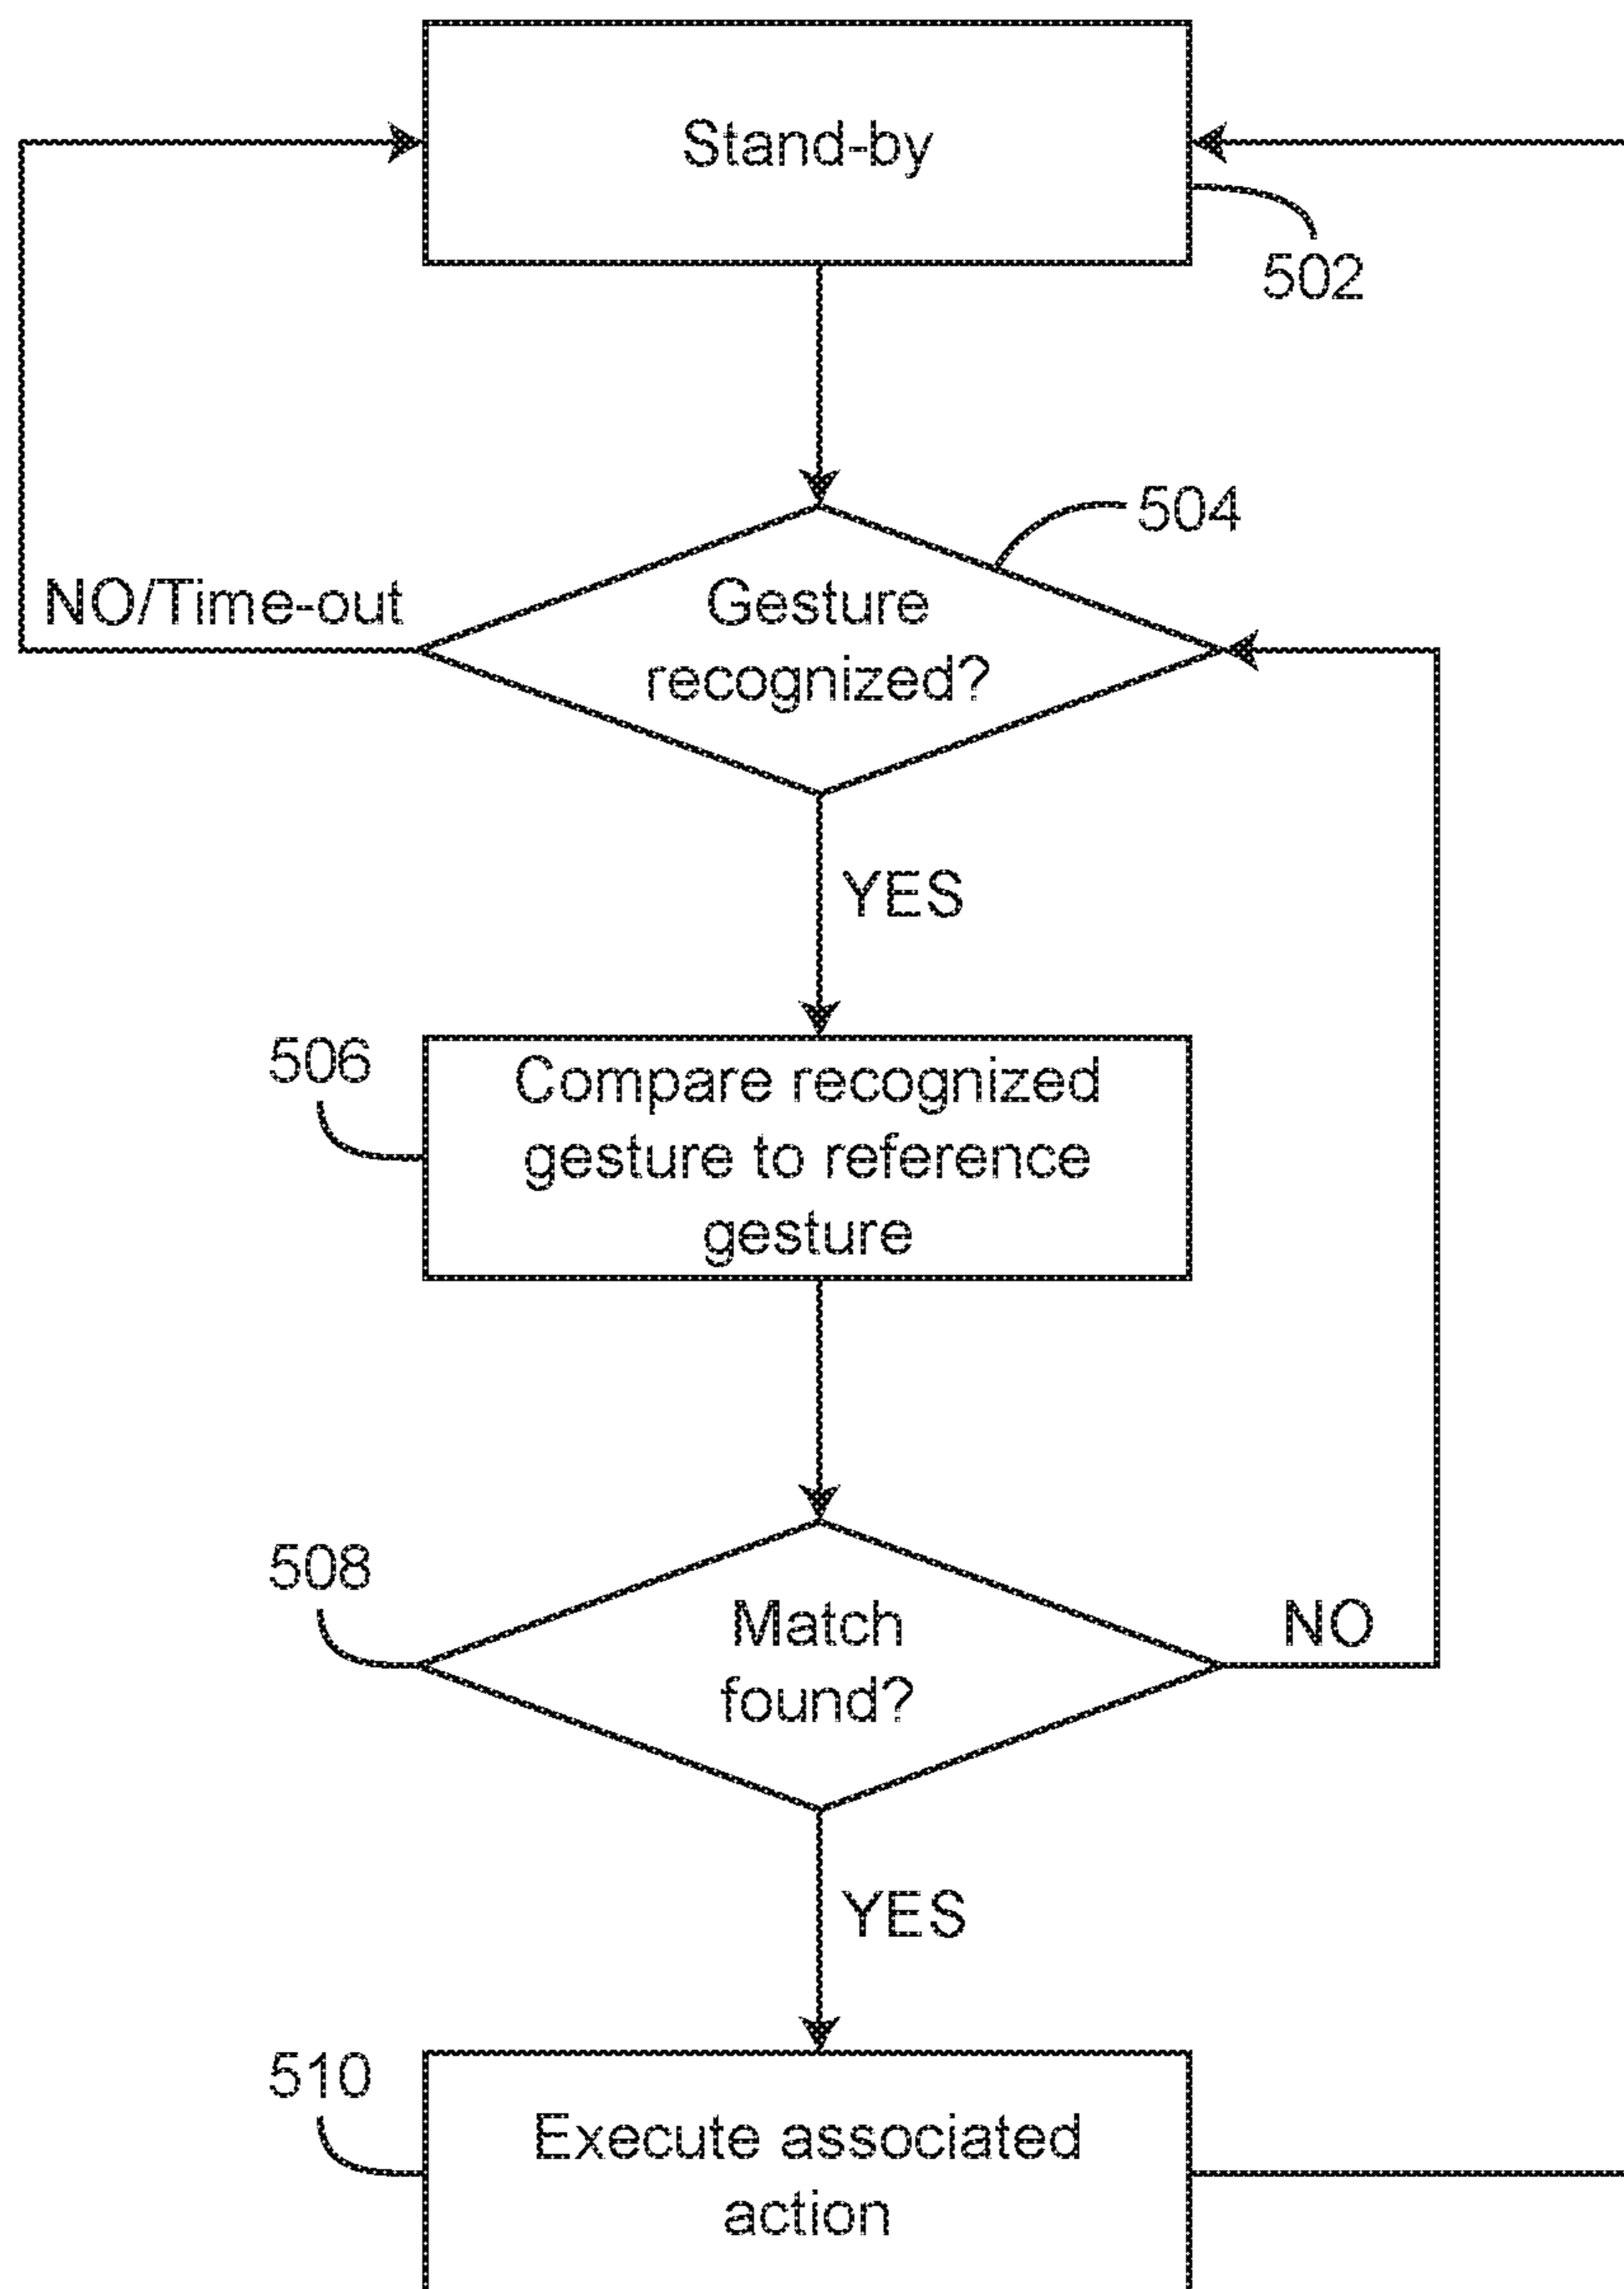 Stand-by
502
504
NO/Time-out
Gesture
recognized?
YES
506
Compare recognized
gesture to reference
gesture
508
Match
found?
NO
YES
510
Execute associated
action